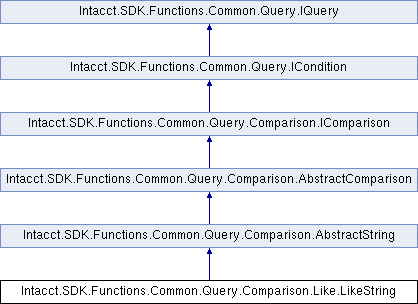 Intacct.SDK.Functions.Common.Query.IQuery
Intacct.SDK.Functions.Common.Query.ICondition
Intacct.SDK.Functions.Common.Query.Comparison.IComparison
Intacct.SDK.Functions.Common.Query.Comparison.AbstractComparison
Intacct.SDK.Functions.Common.Query.Comparison.AbstractString
Intacct.SDK.Functions.Common.Query.Comparison.Like.LikeString